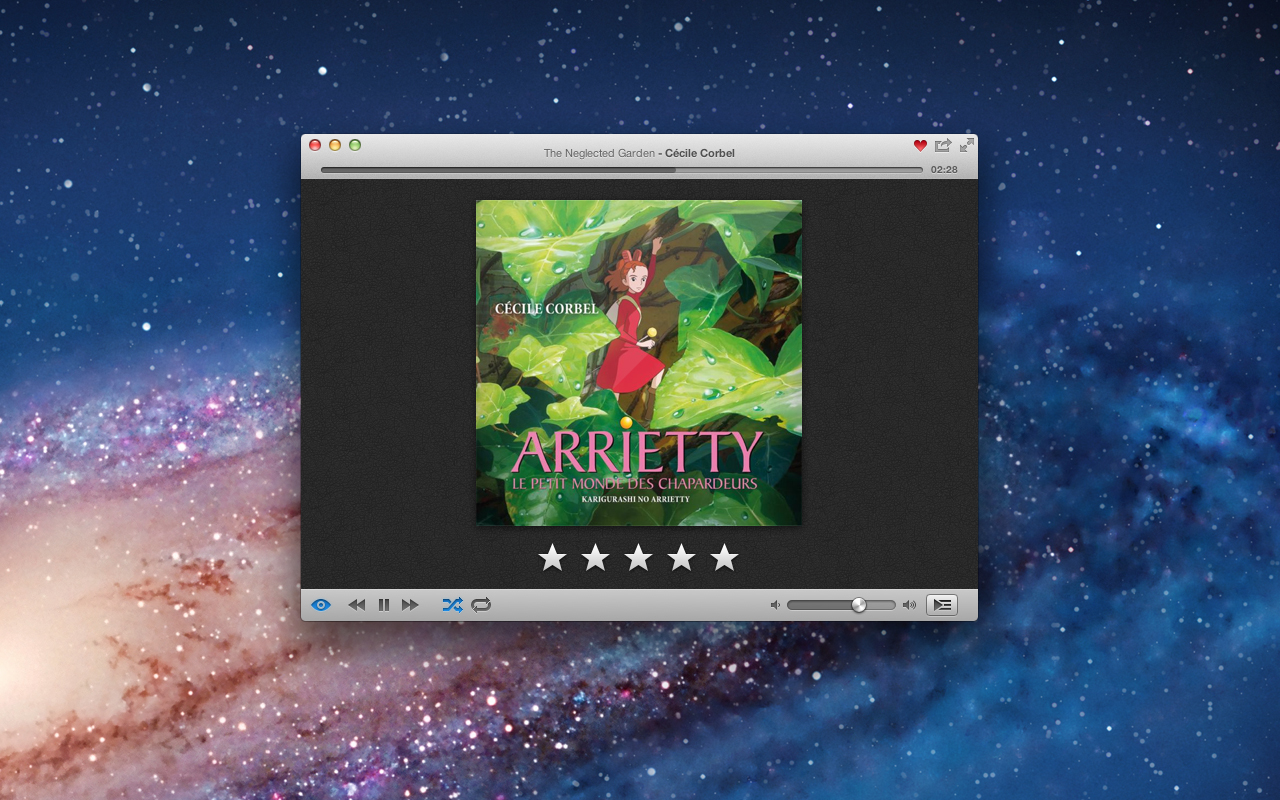 The Neglected Garden - Cécile Corbel
02:28
CÉCILE CORBEL
ARRIETTY
LE PETIT MONDE DES CHAPARDEURS
KARIGURASHI NO ARRIETTY